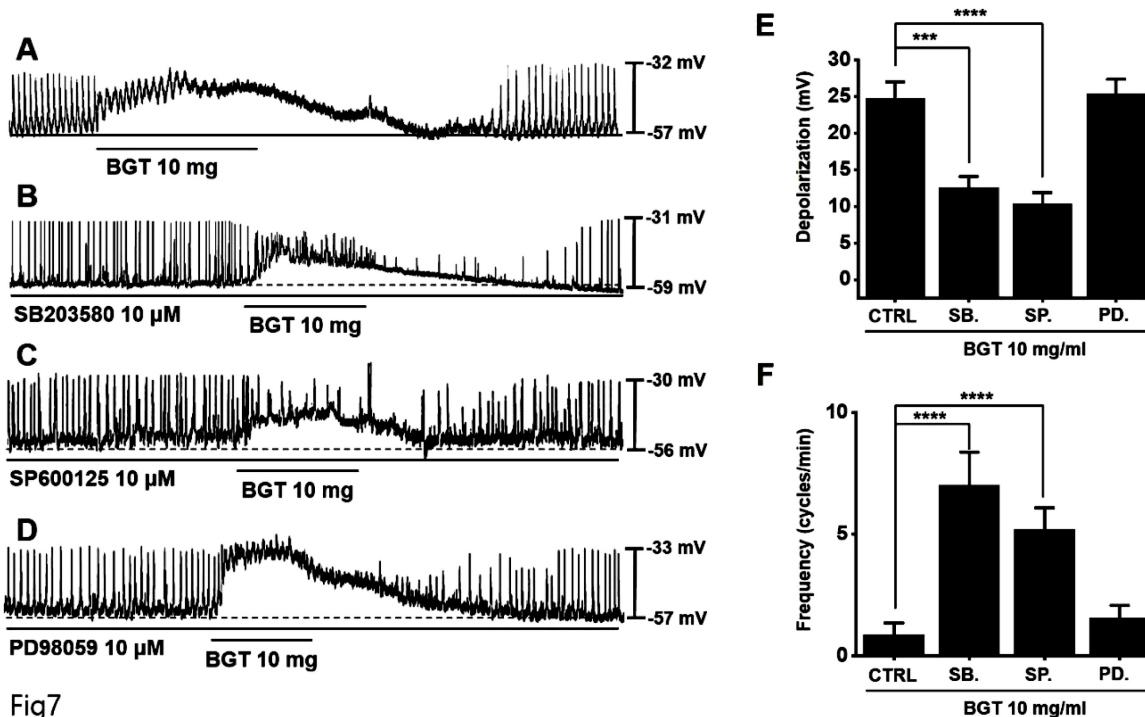 A
-32 mV
-57 mV
BGT 10 mg
B
-31 mV
-59 mV
SB203580 10 µM
BGT 10 mg
C
-30 mV
-56 mV
SP600125 10 µM
BGT 10 mg
D
-33 mV
-57 mV
PD98059 10 µM
BGT 10 mg
Fig7
E
****
***
Depolarization (mV)
30
25
20
15
10
5
0
CTRL SB. SP. PD.
BGT 10 mg/ml
F
****
****
Frequency (cycles/min)
10
5
0
CTRL SB. SP. PD.
BGT 10 mg/ml